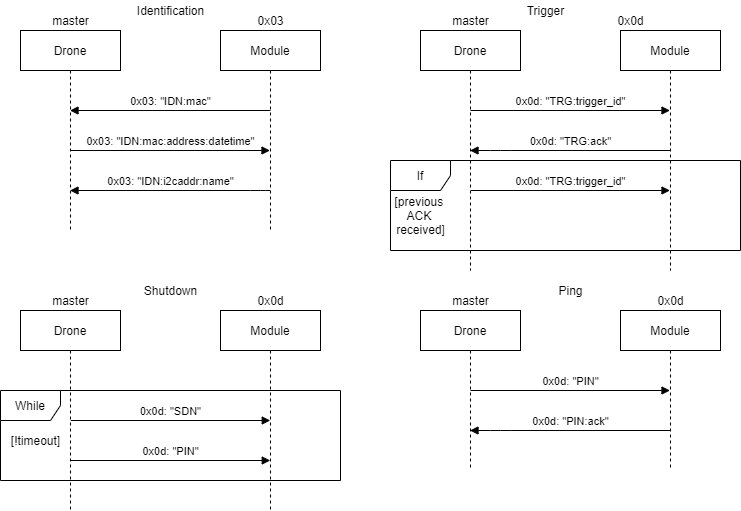 Identification
master
0x03
Drone
Module
0x03: "IDN:mac"
0x03: "IDN:mac:address:datetime"
0x03: "IDN:i2caddr:name"
Trigger
master
0x0d
Drone
Module
0x0d: "TRG:trigger_id"
0x0d: "TRG:ack"
If
0x0d: "TRG:trigger_id"
[previous
ACK
received]
Shutdown
master
0x0d
Drone
Module
While
0x0d: "SDN"
[!timeout]
0x0d: "PIN"
Ping
master
0x0d
Drone
Module
0x0d: "PIN"
0x0d: "PIN:ack"